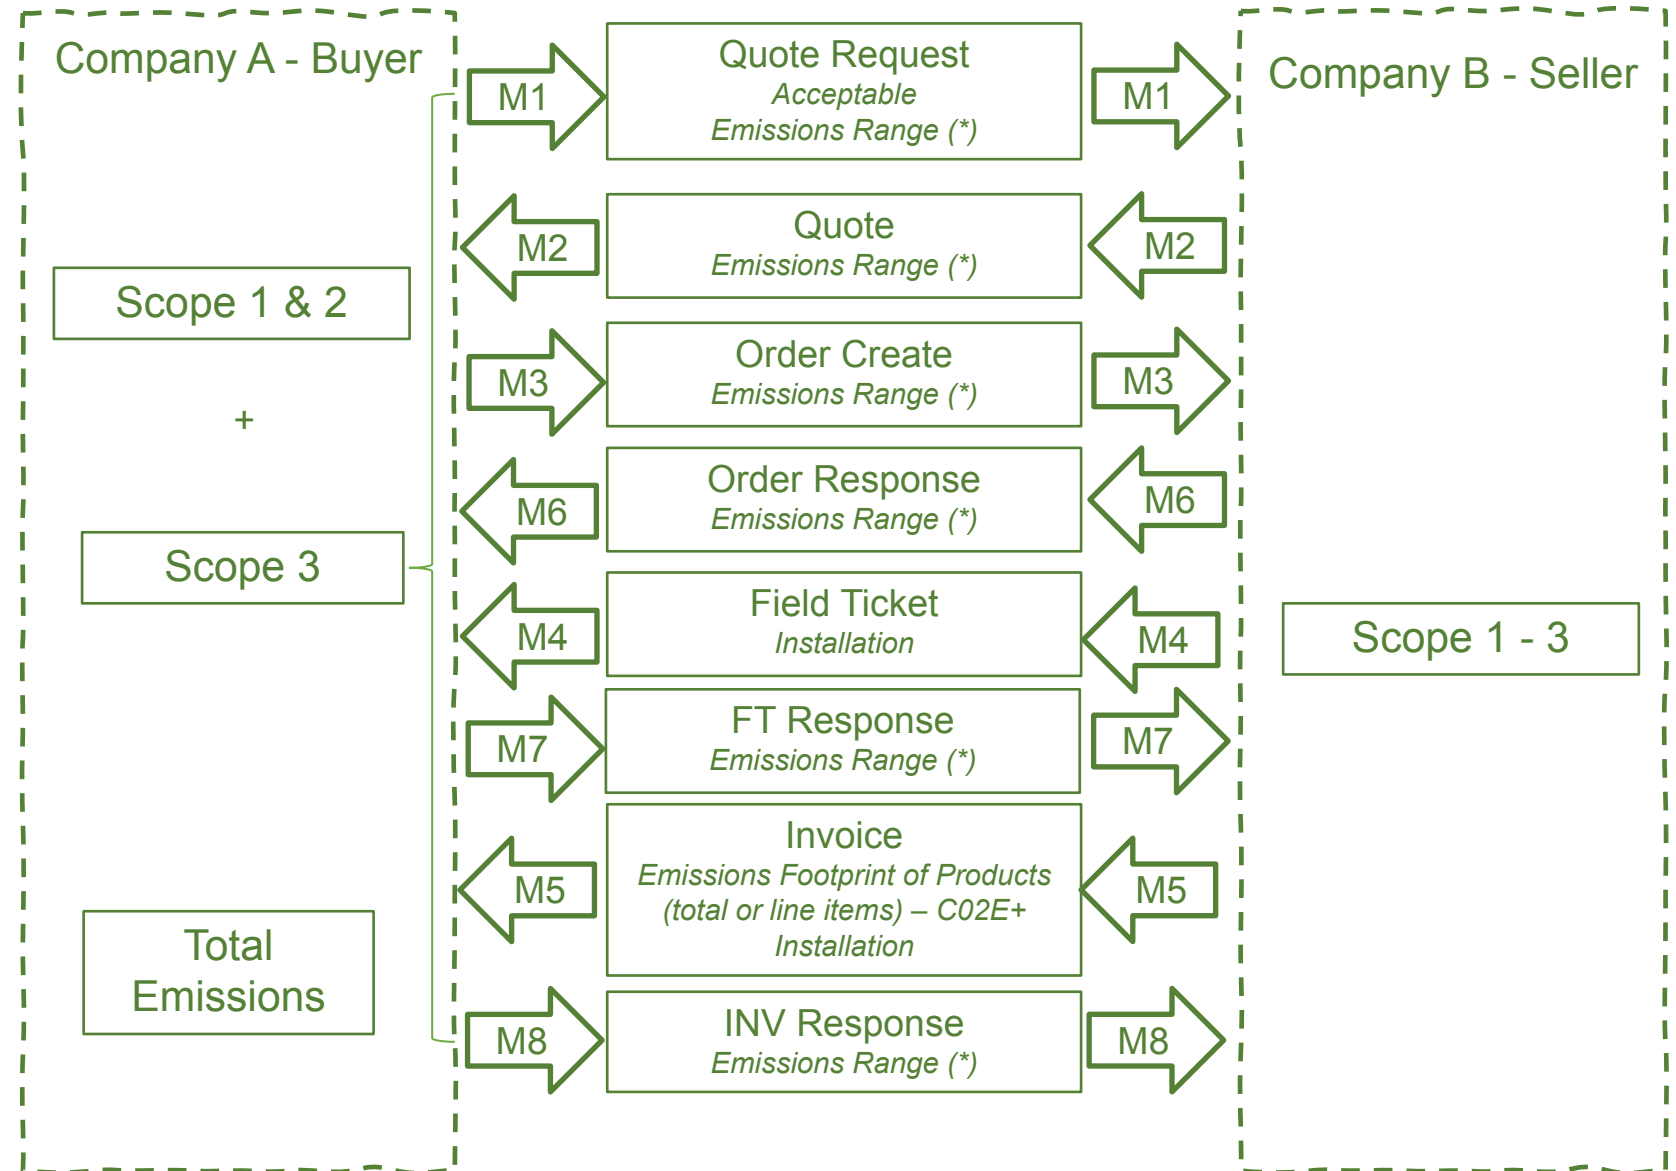 Company A - Buyer
Scope 1 & 2
+
Scope 3
Total
Emissions
M1
Quote Request
Acceptable
Emissions Range (*)
M1
M2
Quote
Emissions Range (*)
M2
M3
Order Create
Emissions Range (*)
M3
M6
Order Response
Emissions Range (*)
M6
M4
Field Ticket
Installation
M4
M7
FT Response
Emissions Range (*)
M7
M5
Invoice
Emissions Footprint of Products
(total or line items) – C02E+
Installation
M5
M8
INV Response
Emissions Range (*)
M8
Company B - Seller
Scope 1 - 3